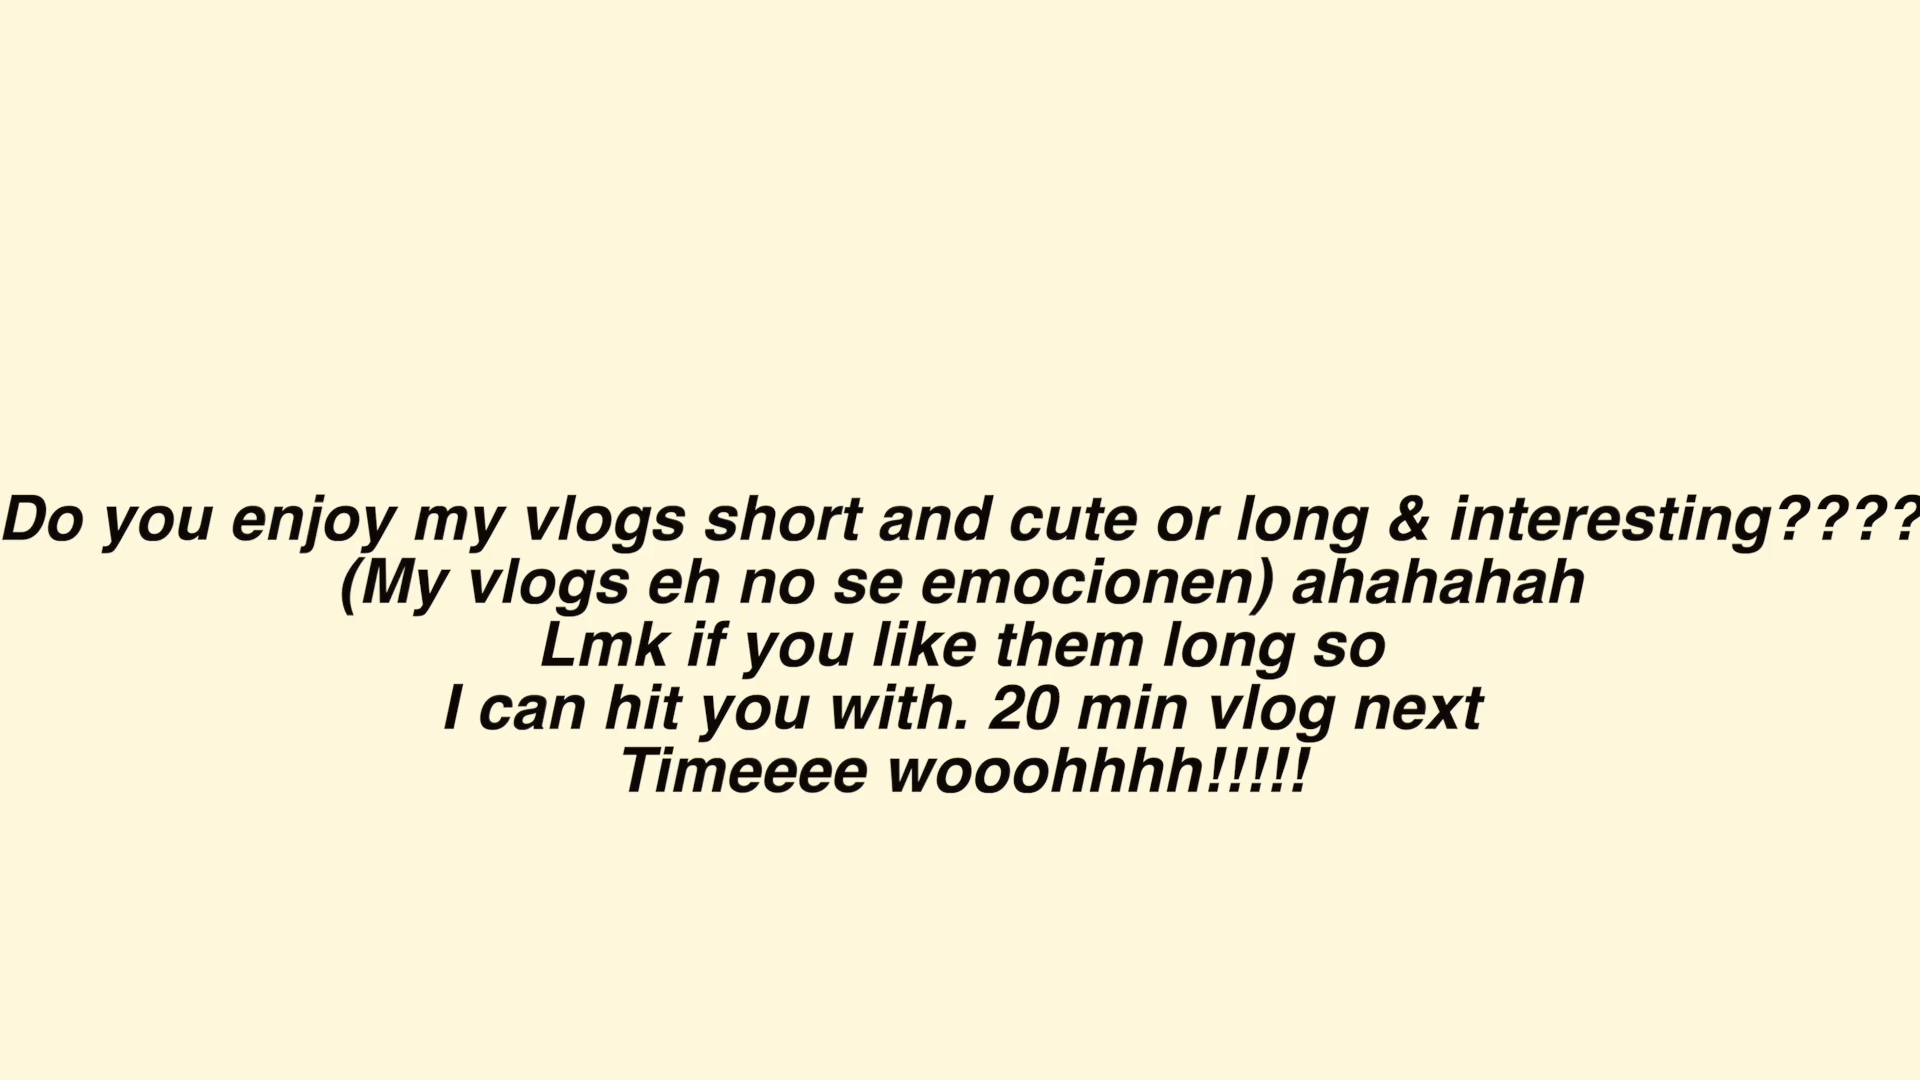 Do you enjoy my vlogs short and cute or long & interesting????
(My vlogs eh no se emocionen) ahahahah
Lmk if you like them long so
I can hit you with. 20 min vlog next
Timeeee wooohhhh!!!!!